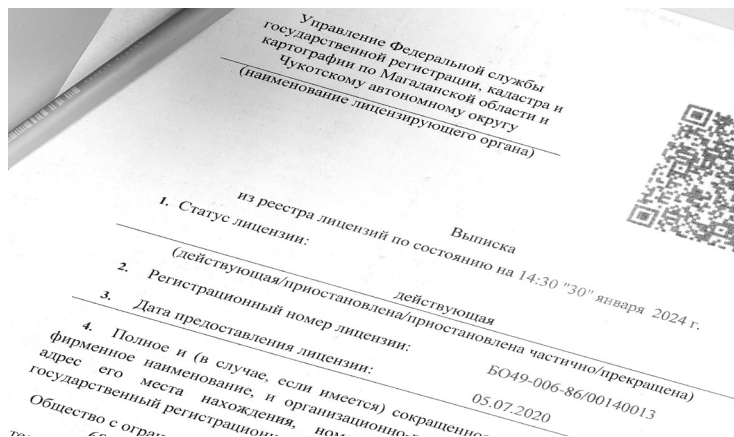 Управление Федеральной службы
государственной регистрации, кадастра и
картографии по Магаданской области и
Чукотскому автономному округу
(наименование лицензирующего органа)
Выписка
из реестра лицензий по состоянию на 14:30 "30" января 2024 г.
1. Статус лицензии:
действующая
(действующая/приостановлена/приостановлена частично/прекращена)
2. Регистрационный номер лицензии:
БО49-006-86/00140013
3. Дата предоставления лицензии:
05.07.2020
4. Полное и (в случае, если имеется) сокращенное
фирменное наименование, и организационно
адрес его места нахождения,
государственный
Общество с